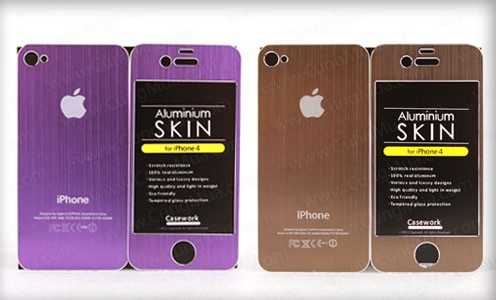 Aluminium
SKIN
for iPhone 4
· Scratch resistance
· 100% real aluminum
· Various and luxury designs
· High quality and light in weight
· Eco friendly
· Tempered glass protection
Casework
iPhone
Aluminium
SKIN
for iPhone 4
· Scratch resistance
· 100% real aluminum
· Various and luxury designs
· High quality and light in weight
· Eco friendly
· Tempered glass protection
Casework
iPhone